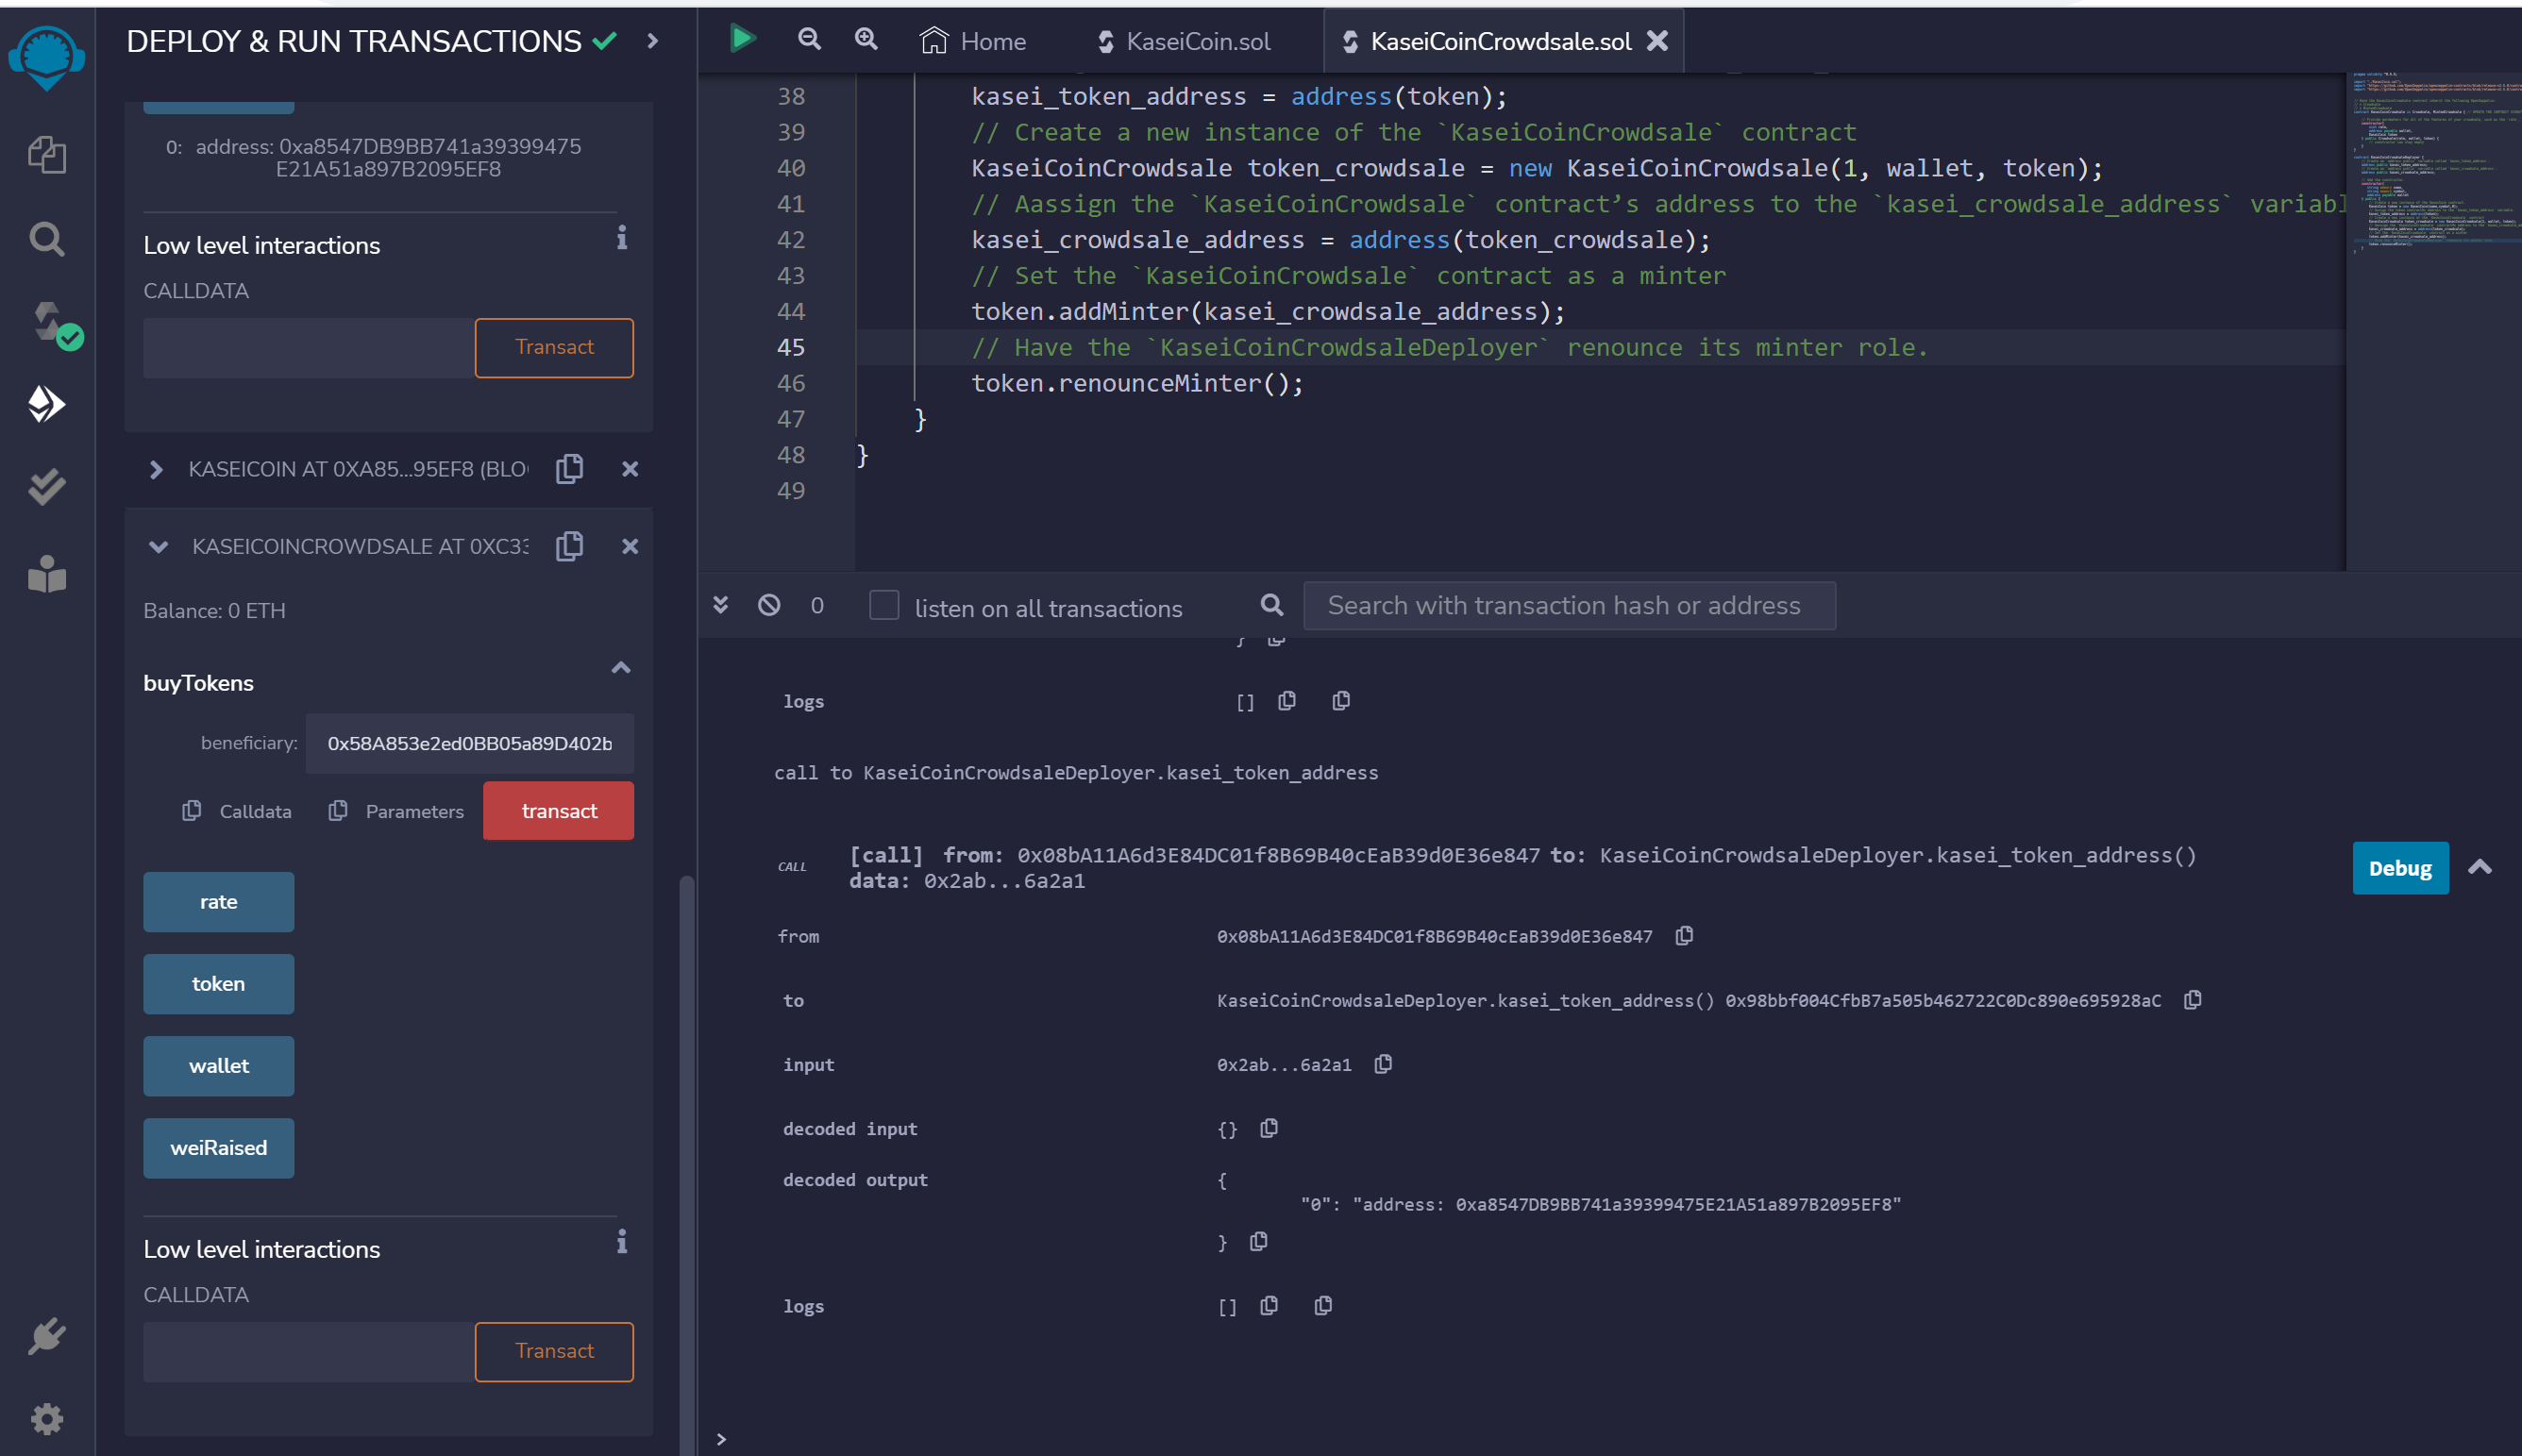 DEPLOY & RUN TRANSACTIONS
0: address: 0xa8547DB9BB741a39399475
E21A51a897B2095EF8
Low level interactions
CALLDATA
Transact
KASEICOIN AT 0XA85...95EF8 (BLO
KASEICOINCROWDSALE AT 0XC33
Balance: 0 ETH
buyTokens
beneficiary: 0x58A853e2ed0BB05a89D402b
Calldata Parameters transact
rate
token
wallet
weiRaised
Low level interactions
CALLDATA
Transact
Home KaseiCoin.sol KaseiCoinCrowdsale.sol
38 kasei_token_address = address(token);
39 // Create a new instance of the `KaseiCoinCrowdsale` contract
40 KaseiCoinCrowdsale token_crowdsale = new KaseiCoinCrowdsale(1, wallet, token);
41 // Aassign the `KaseiCoinCrowdsale` contract’s address to the `kasei_crowdsale_address` variabl
42 kasei_crowdsale_address = address(token_crowdsale);
43 // Set the `KaseiCoinCrowdsale` contract as a minter
44 token.addMinter(kasei_crowdsale_address);
45 // Have the `KaseiCoinCrowdsaleDeployer` renounce its minter role.
46 token.renounceMinter();
47 }
48 }
49
0 listen on all transactions Search with transaction hash or address
}
logs []
call to KaseiCoinCrowdsaleDeployer.kasei_token_address
CALL [call] from: 0x08bA11A6d3E84DC01f8B69B40cEaB39d0E36e847 to: KaseiCoinCrowdsaleDeployer.kasei_token_address()
data: 0x2ab...6a2a1
Debug
from 0x08bA11A6d3E84DC01f8B69B40cEaB39d0E36e847
to KaseiCoinCrowdsaleDeployer.kasei_token_address() 0x98bbf004CfbB7a505b462722C0Dc890e695928aC
input 0x2ab...6a2a1
decoded input {}
decoded output {
"0": "address: 0xa8547DB9BB741a39399475E21A51a897B2095EF8"
}
logs []
>